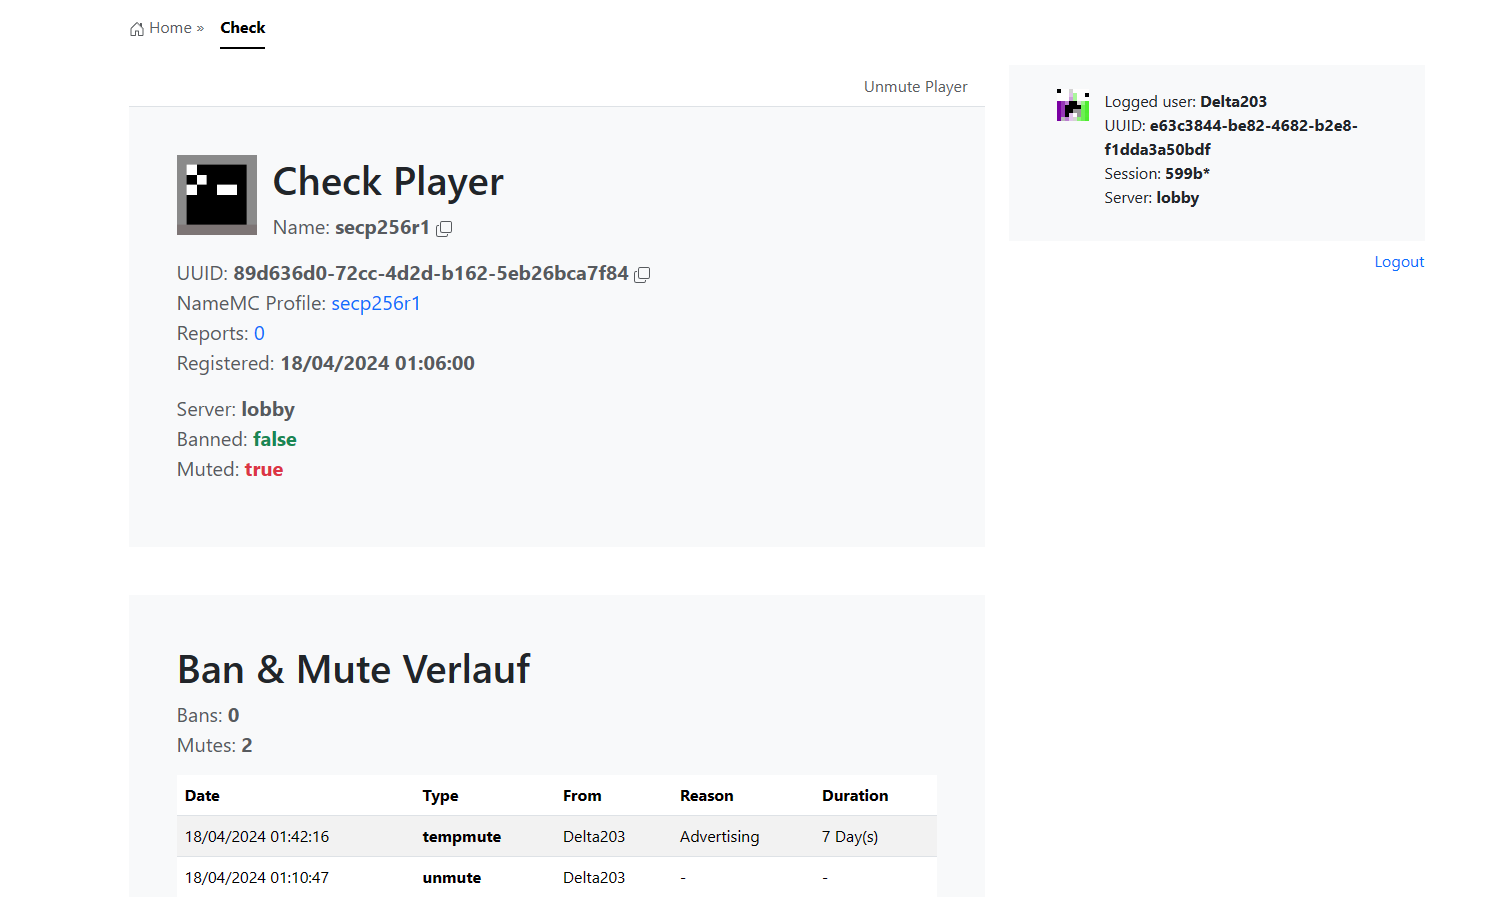 Home »
Check
Unmute Player
Check Player
Name: secp256r1
UUID: 89d636d0-72cc-4d2d-b162-5eb26bca7f84
NameMC Profile: secp256r1
Reports: 0
Registered: 18/04/2024 01:06:00
Server: lobby
Banned: false
Muted: true
Logged user: Delta203
UUID: e63c3844-be82-4682-b2e8-
f1dda3a50bdf
Session: 599b*
Server: lobby
Logout
Ban & Mute Verlauf
Bans: 0
Mutes: 2
Date Type From Reason Duration
18/04/2024 01:42:16 tempmute Delta203 Advertising 7 Day(s)
18/04/2024 01:10:47 unmute Delta203 - -